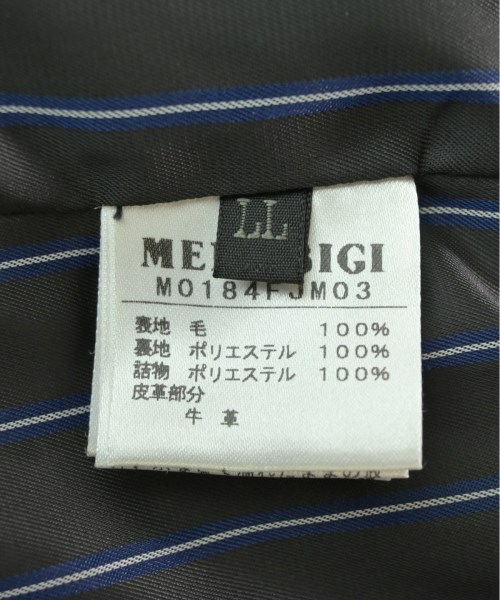 LL
MEN BIGI
M0184FJM03
表地 毛 100%
裏地 ポリエステル 100%
詰物 ポリエステル 100%
皮革部分
牛革